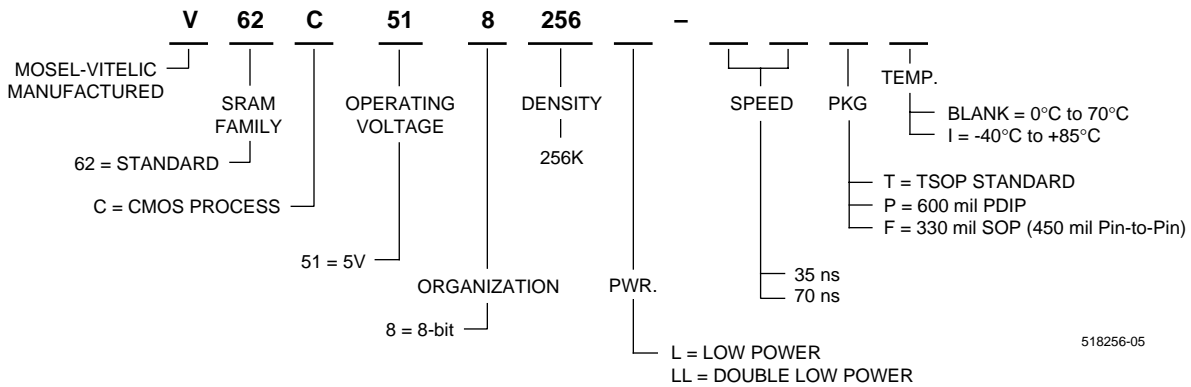 V 62 C 51 8 256 –
MOSEL-VITELIC
MANUFACTURED
SRAM
FAMILY
62 = STANDARD
C = CMOS PROCESS
OPERATING
VOLTAGE
51 = 5V
ORGANIZATION
8 = 8-bit
DENSITY
256K
PWR.
L = LOW POWER
LL = DOUBLE LOW POWER
SPEED
35 ns
70 ns
PKG
T = TSOP STANDARD
P = 600 mil PDIP
F = 330 mil SOP (450 mil Pin-to-Pin)
TEMP.
BLANK = 0°C to 70°C
I = -40°C to +85°C
518256-05